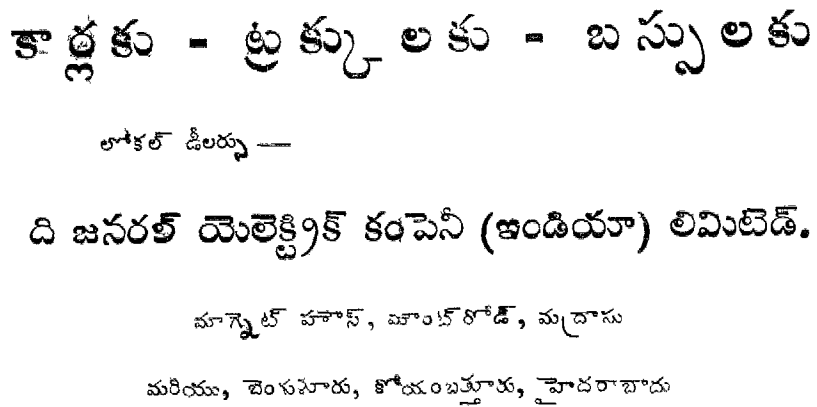 కార్లకు - ట్రక్కులకు - బస్సులకు
లోకల్ డీలర్సు —
ది జనరల్ యెలెక్ట్రిక్ కంపెనీ (ఇండియా) లిమిటెడ్.
మాగ్నెట్ హౌస్, మౌంట్‌రోడ్, మద్రాసు
మరియు, బెంగుళూరు, కోయంబత్తూరు, హైదరాబాదు